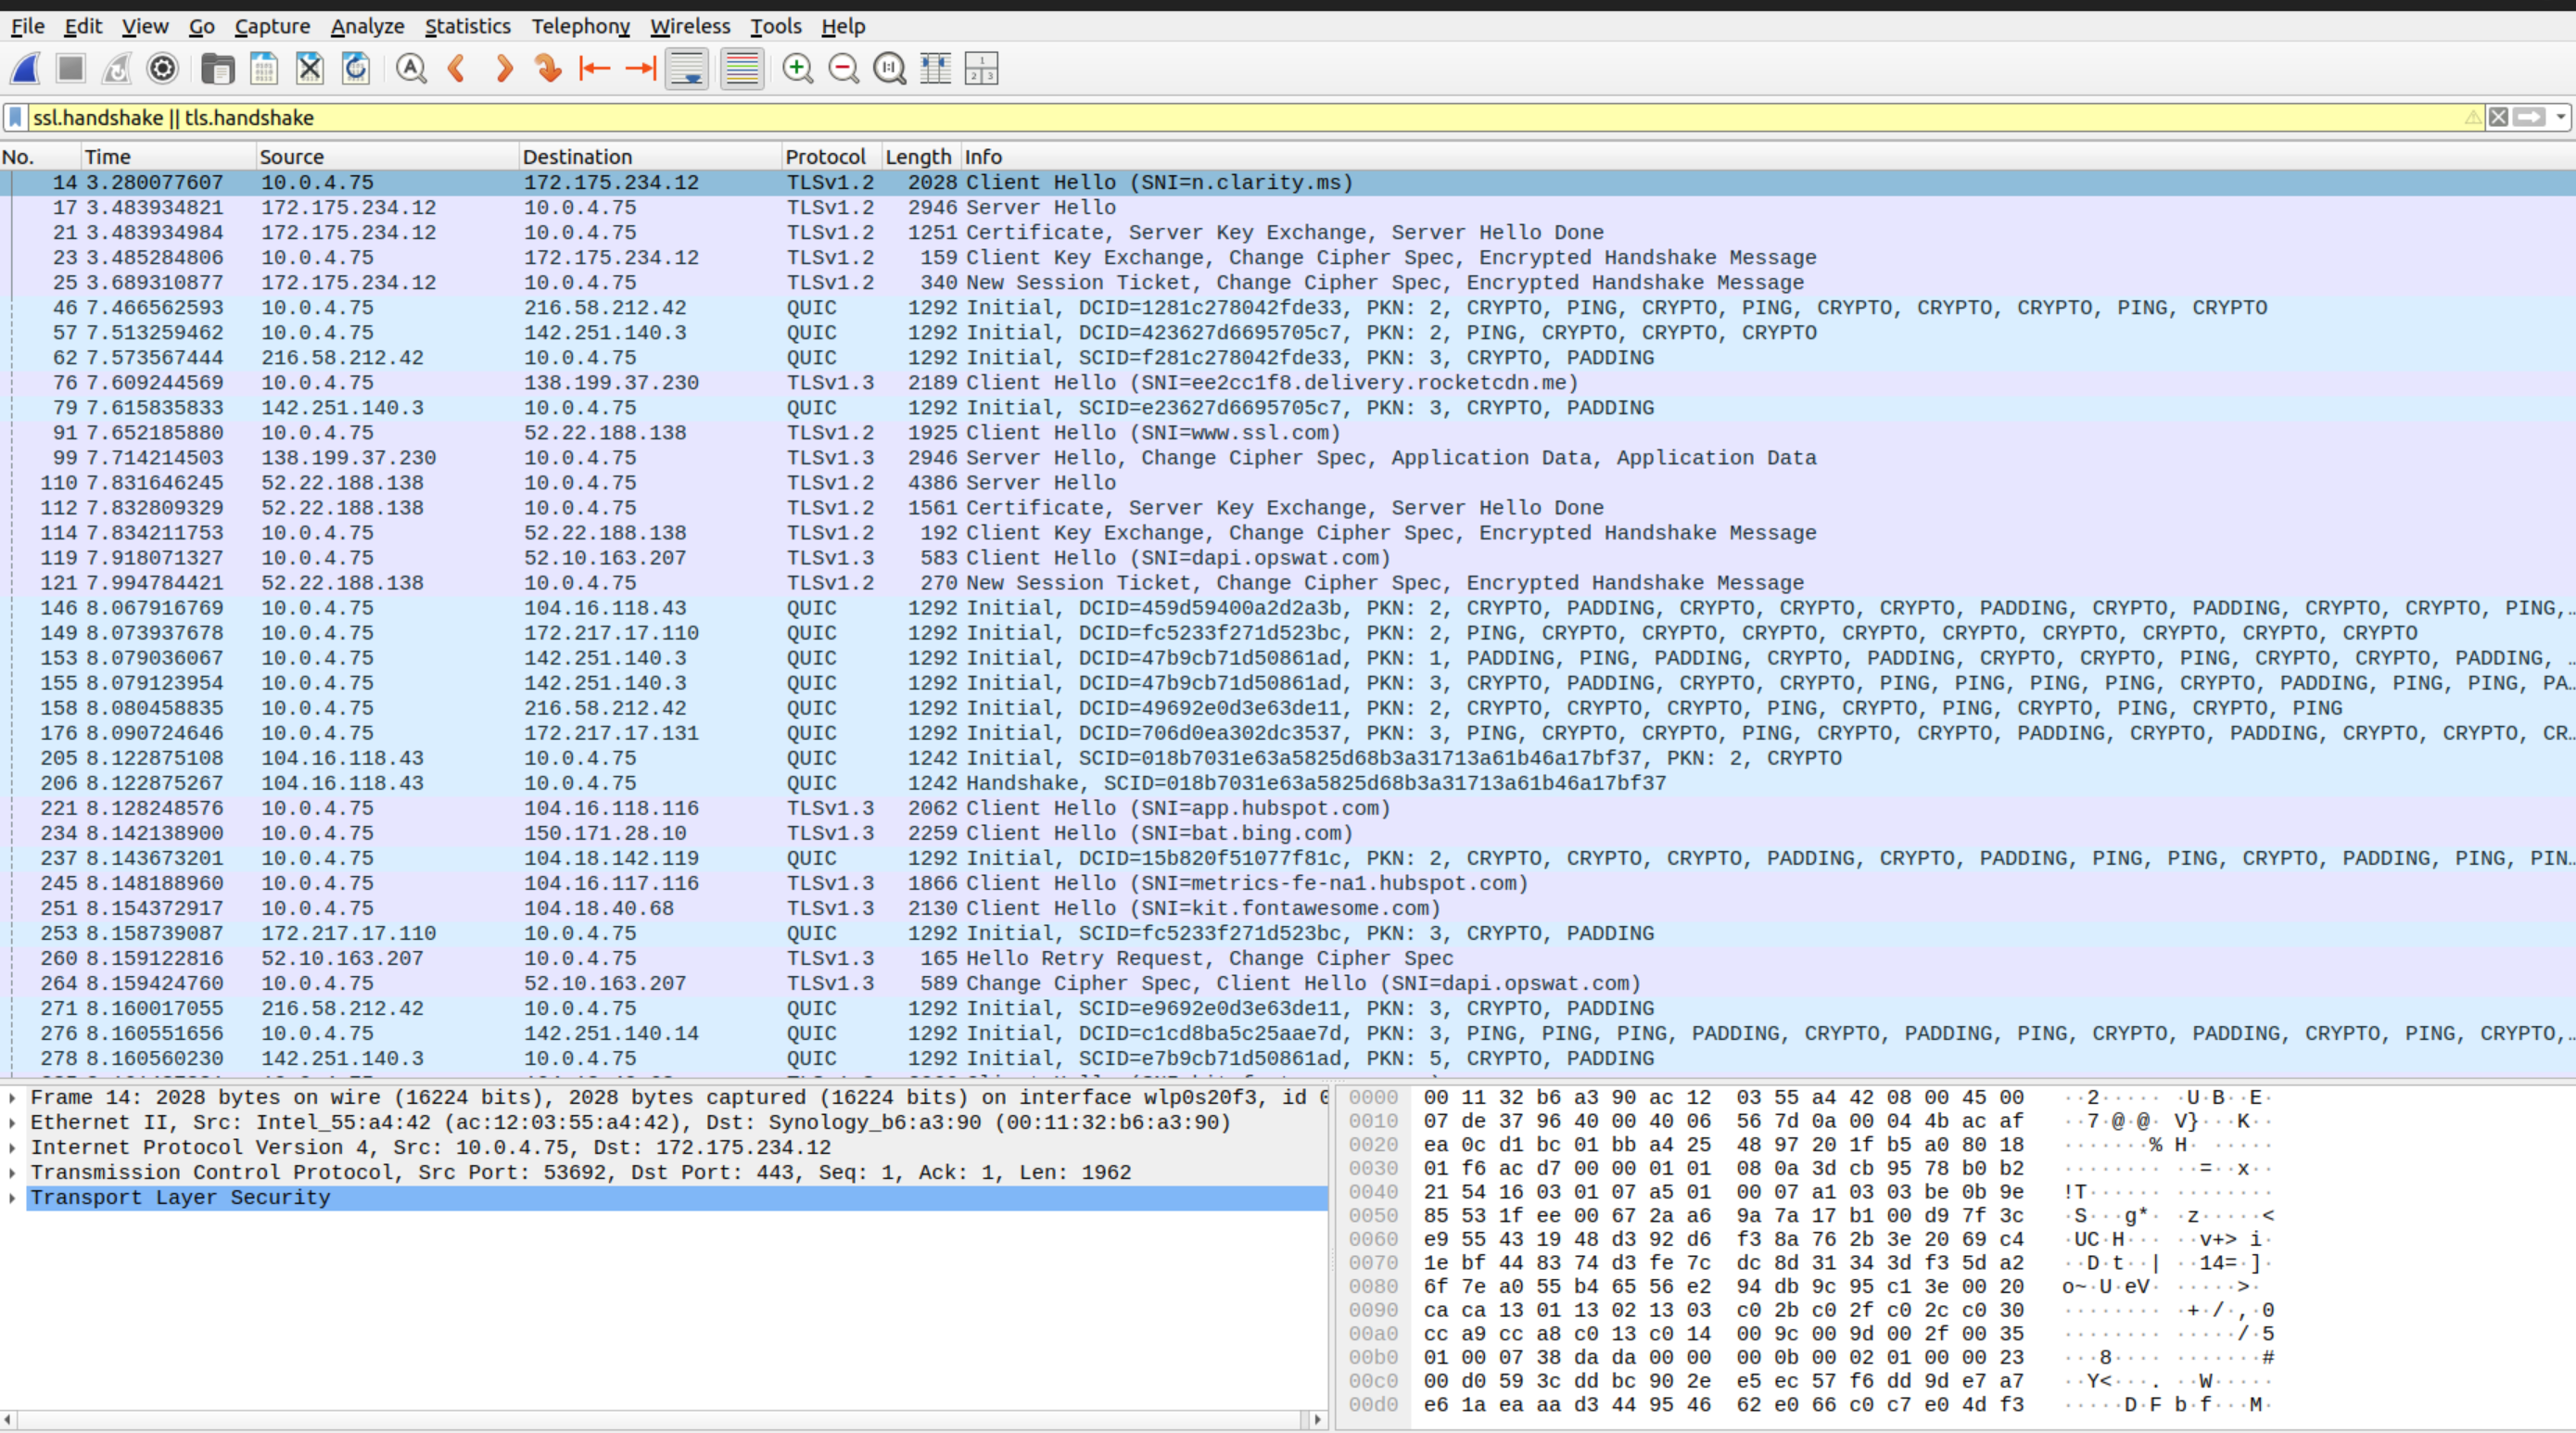 File Edit View Go Capture Analyze Statistics Telephony Wireless Tools Help
ssl.handshake || tls.handshake
No. Time Source Destination Protocol Length Info
14 3.280077607 10.0.4.75 172.175.234.12 TLSv1.2 2028 Client Hello (SNI=n.clarity.ms)
17 3.483934821 172.175.234.12 10.0.4.75 TLSv1.2 2946 Server Hello
21 3.483934984 172.175.234.12 10.0.4.75 TLSv1.2 1251 Certificate, Server Key Exchange, Server Hello Done
23 3.485284806 10.0.4.75 172.175.234.12 TLSv1.2 159 Client Key Exchange, Change Cipher Spec, Encrypted Handshake Message
25 3.689310877 172.175.234.12 10.0.4.75 TLSv1.2 340 New Session Ticket, Change Cipher Spec, Encrypted Handshake Message
46 7.466562593 10.0.4.75 216.58.212.42 QUIC 1292 Initial, DCID=1281c278042fde33, PKN: 2, CRYPTO, PING, CRYPTO, PING, CRYPTO, CRYPTO, CRYPTO, PING, CRYPTO
57 7.513259462 10.0.4.75 142.251.140.3 QUIC 1292 Initial, DCID=423627d6695705c7, PKN: 2, PING, CRYPTO, CRYPTO, CRYPTO
62 7.573567444 216.58.212.42 10.0.4.75 QUIC 1292 Initial, SCID=f281c278042fde33, PKN: 3, CRYPTO, PADDING
76 7.609244569 10.0.4.75 138.199.37.230 TLSv1.3 2189 Client Hello (SNI=ee2cc1f8.delivery.rocketcdn.me)
79 7.615835833 142.251.140.3 10.0.4.75 QUIC 1292 Initial, SCID=e23627d6695705c7, PKN: 3, CRYPTO, PADDING
91 7.652185880 10.0.4.75 52.22.188.138 TLSv1.2 1925 Client Hello (SNI=www.ssl.com)
99 7.714214503 138.199.37.230 10.0.4.75 TLSv1.3 2946 Server Hello, Change Cipher Spec, Application Data, Application Data
110 7.831646245 52.22.188.138 10.0.4.75 TLSv1.2 4386 Server Hello
112 7.832809329 52.22.188.138 10.0.4.75 TLSv1.2 1561 Certificate, Server Key Exchange, Server Hello Done
114 7.834211753 10.0.4.75 52.22.188.138 TLSv1.2 192 Client Key Exchange, Change Cipher Spec, Encrypted Handshake Message
119 7.918071327 10.0.4.75 52.10.163.207 TLSv1.3 583 Client Hello (SNI=dapi.opswat.com)
121 7.994784421 52.22.188.138 10.0.4.75 TLSv1.2 270 New Session Ticket, Change Cipher Spec, Encrypted Handshake Message
146 8.067916769 10.0.4.75 104.16.118.43 QUIC 1292 Initial, DCID=459d59400a2d2a3b, PKN: 2, CRYPTO, PADDING, CRYPTO, CRYPTO, CRYPTO, PADDING, CRYPTO, PADDING, CRYPTO, CRYPTO, PING,…
149 8.073937678 10.0.4.75 172.217.17.110 QUIC 1292 Initial, DCID=fc5233f271d523bc, PKN: 2, PING, CRYPTO, CRYPTO, CRYPTO, CRYPTO, CRYPTO, CRYPTO, CRYPTO, CRYPTO, CRYPTO
153 8.079036067 10.0.4.75 142.251.140.3 QUIC 1292 Initial, DCID=47b9cb71d50861ad, PKN: 1, PADDING, PING, PADDING, CRYPTO, PADDING, CRYPTO, CRYPTO, PING, CRYPTO, CRYPTO, PADDING, …
155 8.079123954 10.0.4.75 142.251.140.3 QUIC 1292 Initial, DCID=47b9cb71d50861ad, PKN: 3, CRYPTO, PADDING, CRYPTO, CRYPTO, PING, PING, PING, PING, CRYPTO, PADDING, PING, PING, PA…
158 8.080458835 10.0.4.75 216.58.212.42 QUIC 1292 Initial, DCID=49692e0d3e63de11, PKN: 2, CRYPTO, CRYPTO, CRYPTO, PING, CRYPTO, PING, CRYPTO, PING, CRYPTO, PING
176 8.090724646 10.0.4.75 172.217.17.131 QUIC 1292 Initial, DCID=706d0ea302dc3537, PKN: 3, PING, CRYPTO, CRYPTO, PING, CRYPTO, CRYPTO, PADDING, CRYPTO, PADDING, CRYPTO, CRYPTO, CR…
205 8.122875108 104.16.118.43 10.0.4.75 QUIC 1242 Initial, SCID=018b7031e63a5825d68b3a31713a61b46a17bf37, PKN: 2, CRYPTO
206 8.122875267 104.16.118.43 10.0.4.75 QUIC 1242 Handshake, SCID=018b7031e63a5825d68b3a31713a61b46a17bf37
221 8.128248576 10.0.4.75 104.16.118.116 TLSv1.3 2062 Client Hello (SNI=app.hubspot.com)
234 8.142138900 10.0.4.75 150.171.28.10 TLSv1.3 2259 Client Hello (SNI=bat.bing.com)
237 8.143673201 10.0.4.75 104.18.142.119 QUIC 1292 Initial, DCID=15b820f51077f81c, PKN: 2, CRYPTO, CRYPTO, CRYPTO, PADDING, CRYPTO, PADDING, PING, PING, CRYPTO, PADDING, PING, PIN…
245 8.148188960 10.0.4.75 104.16.117.116 TLSv1.3 1866 Client Hello (SNI=metrics-fe-na1.hubspot.com)
251 8.154372917 10.0.4.75 104.18.40.68 TLSv1.3 2130 Client Hello (SNI=kit.fontawesome.com)
253 8.158739087 172.217.17.110 10.0.4.75 QUIC 1292 Initial, SCID=fc5233f271d523bc, PKN: 3, CRYPTO, PADDING
260 8.159122816 52.10.163.207 10.0.4.75 TLSv1.3 165 Hello Retry Request, Change Cipher Spec
264 8.159424760 10.0.4.75 52.10.163.207 TLSv1.3 589 Change Cipher Spec, Client Hello (SNI=dapi.opswat.com)
271 8.160017055 216.58.212.42 10.0.4.75 QUIC 1292 Initial, SCID=e9692e0d3e63de11, PKN: 3, CRYPTO, PADDING
276 8.160551656 10.0.4.75 142.251.140.14 QUIC 1292 Initial, DCID=c1cd8ba5c25aae7d, PKN: 3, PING, PING, PING, PADDING, CRYPTO, PADDING, PING, CRYPTO, PADDING, CRYPTO, PING, CRYPTO,…
278 8.160560230 142.251.140.3 10.0.4.75 QUIC 1292 Initial, SCID=e7b9cb71d50861ad, PKN: 5, CRYPTO, PADDING
Frame 14: 2028 bytes on wire (16224 bits), 2028 bytes captured (16224 bits) on interface wlp0s20f3, id
Ethernet II, Src: Intel_55:a4:42 (ac:12:03:55:a4:42), Dst: Synology_b6:a3:90 (00:11:32:b6:a3:90)
Internet Protocol Version 4, Src: 10.0.4.75, Dst: 172.175.234.12
Transmission Control Protocol, Src Port: 53692, Dst Port: 443, Seq: 1, Ack: 1, Len: 1962
Transport Layer Security
0000 00 11 32 b6 a3 90 ac 12 03 55 a4 42 08 00 45 00 ··2····· ·U·B··E·
0010 07 de 37 96 40 00 40 06 56 7d 0a 00 04 4b ac af ··7·@·@· V}···K··
0020 ea 0c d1 bc 01 bb a4 25 48 97 20 1f b5 a0 80 18 ·······% H· ·····
0030 01 f6 ac d7 00 00 01 01 08 0a 3d cb 95 78 b0 b2 ········ ··=··x··
0040 21 54 16 03 01 07 a5 01 00 07 a1 03 03 be 0b 9e !T······ ········
0050 85 53 1f ee 00 67 2a a6 9a 7a 17 b1 00 d9 7f 3c ·S···g*· ·z·····<
0060 e9 55 43 19 48 d3 92 d6 f3 8a 76 2b 3e 20 69 c4 ·UC·H··· ··v+> i·
0070 1e bf 44 83 74 d3 fe 7c dc 8d 31 34 3d f3 5d a2 ··D·t··| ··14=·]·
0080 6f 7e a0 55 b4 65 56 e2 94 db 9c 95 c1 3e 00 20 o~·U·eV· ·····>·
0090 ca ca 13 01 13 02 13 03 c0 2b c0 2f c0 2c c0 30 ········ ·+·/·,·0
00a0 cc a9 cc a8 c0 13 c0 14 00 9c 00 9d 00 2f 00 35 ········ ·····/·5
00b0 01 00 07 38 da da 00 00 00 0b 00 02 01 00 00 23 ···8···· ·······#
00c0 00 d0 59 3c dd bc 90 2e e5 ec 57 f6 dd 9d e7 a7 ··Y<···. ··W·····
00d0 e6 1a ea aa d3 44 95 46 62 e0 66 c0 c7 e0 4d f3 ·····D·F b·f···M·